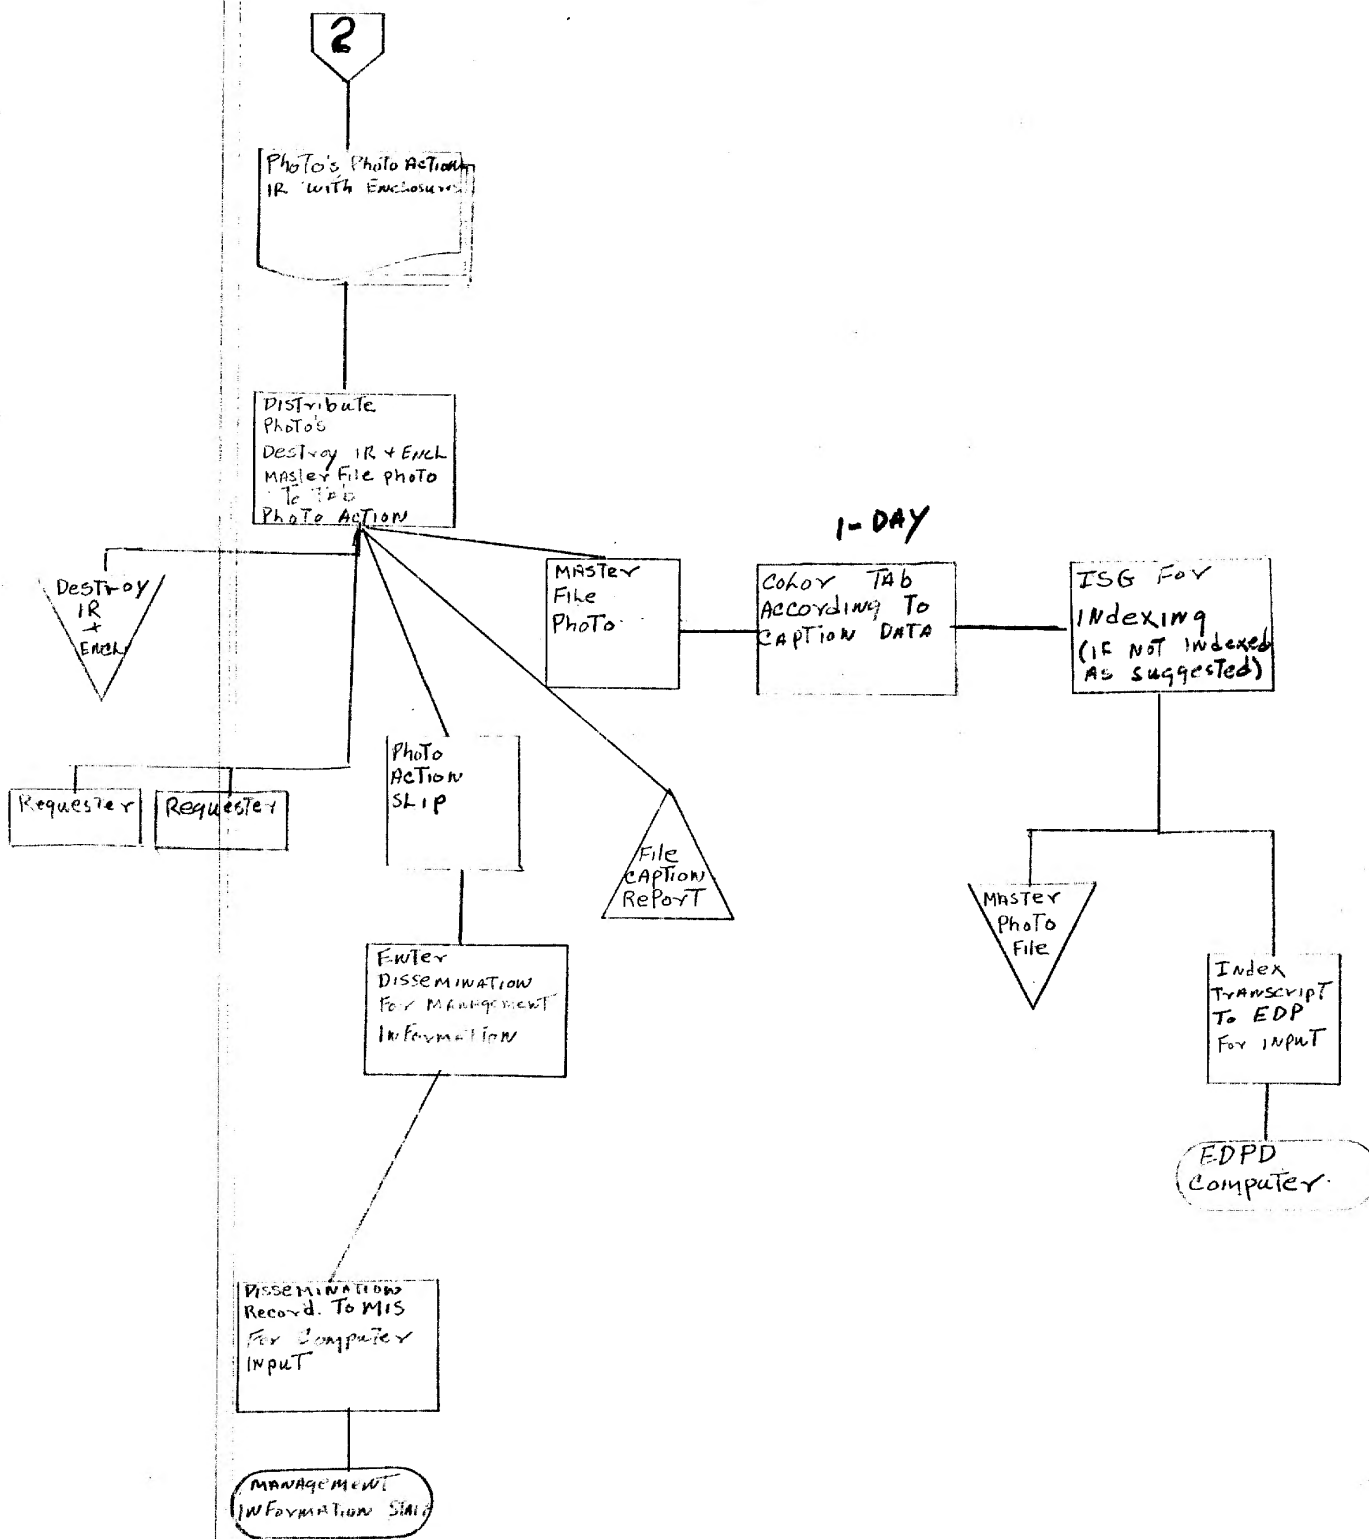 2
Photo's, Photo Action
IR with Enclosures
Distribute
Photo's
Destroy IR + Encl
Master File photo
To Tab
Photo Action
Destroy
IR
+
Encl
Requester
Requester
Photo
Action
Slip
File
Caption
Report
Master
File
Photo
1-DAY
Color Tab
According To
Caption Data
ISG For
Indexing
(IF Not Indexed
As suggested)
Master
Photo
File
Index
Transcript
To EDP
For input
EDPD
Computer
Enter
Dissemination
For Management
Information
Dissemination
Record. To MIS
For Computer
Input
Management
Information